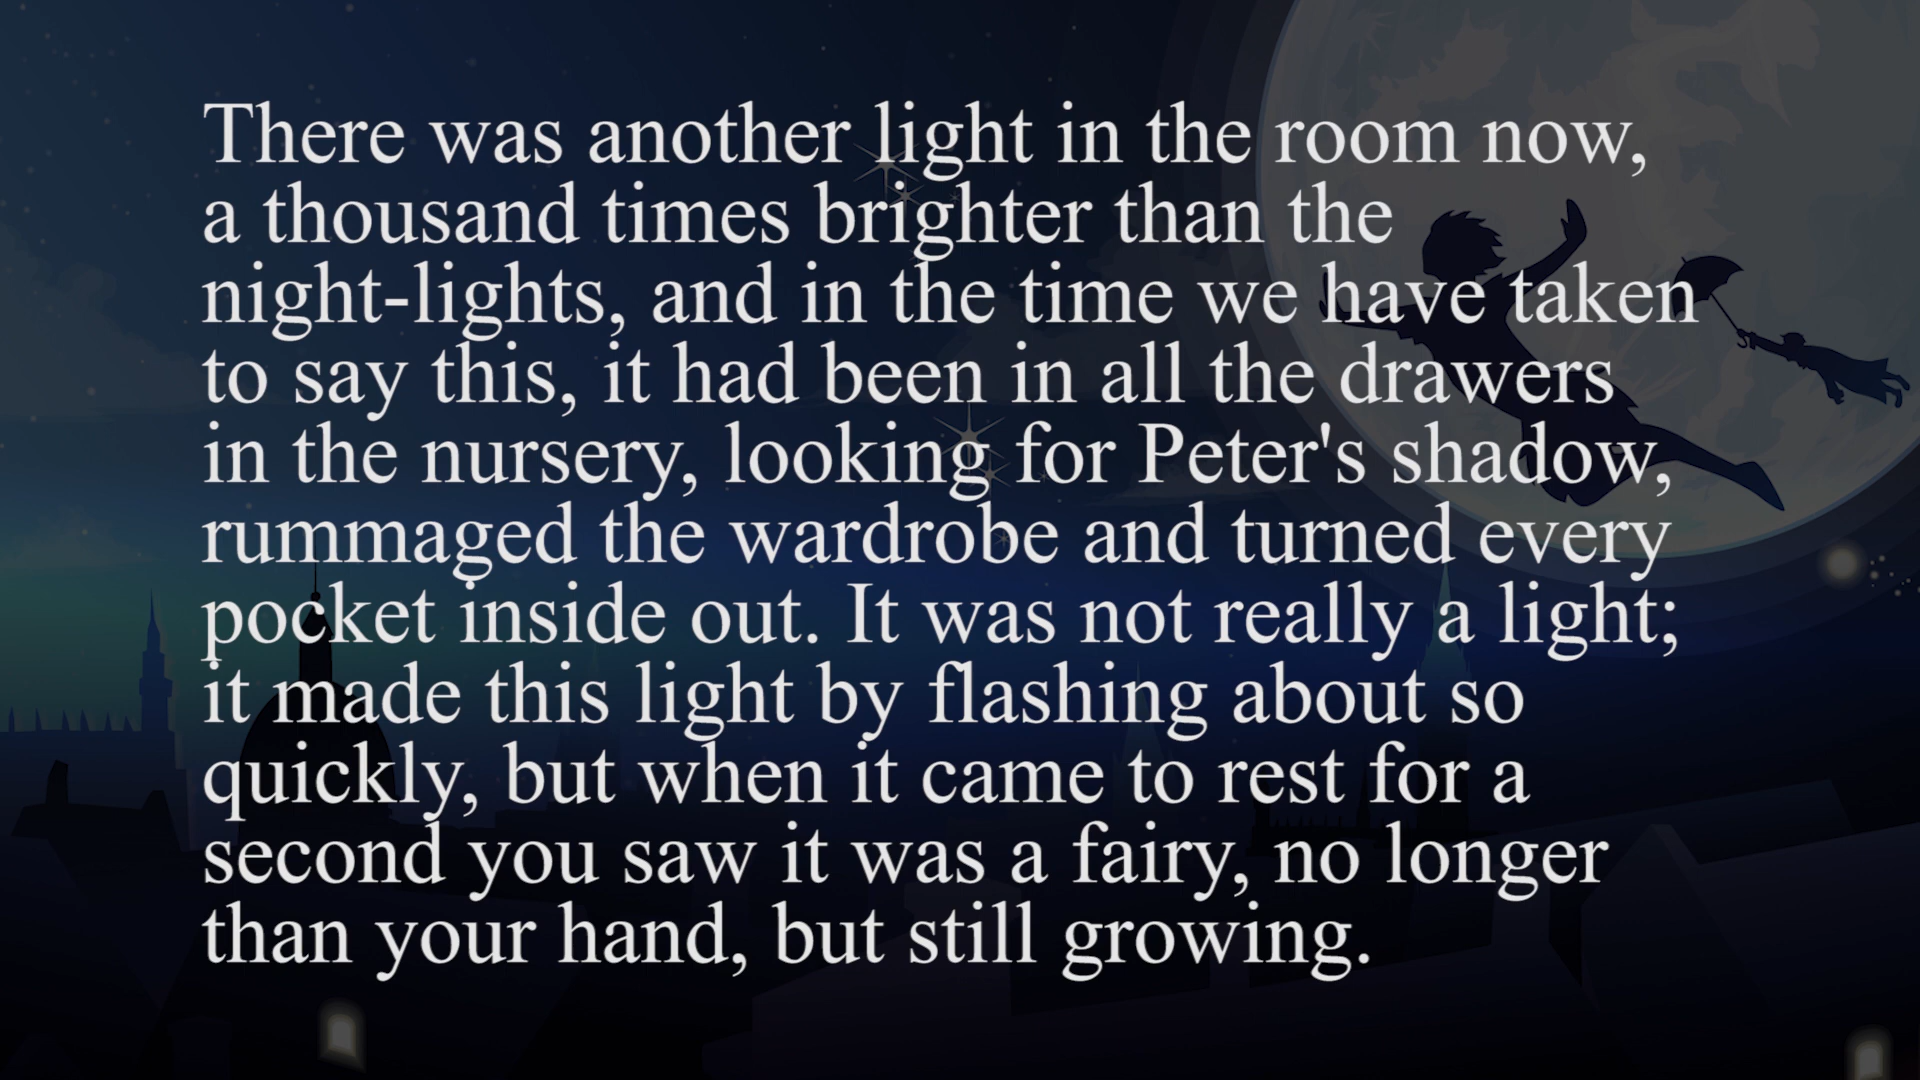 There was another light in the room now,
a thousand times brighter than the
night-lights, and in the time we have taken
to say this, it had been in all the drawers
in the nursery, looking for Peter's shadow,
rummaged the wardrobe and turned every
pocket inside out. It was not really a light;
it made this light by flashing about so
quickly, but when it came to rest for a
second you saw it was a fairy, no longer
than your hand, but still growing.